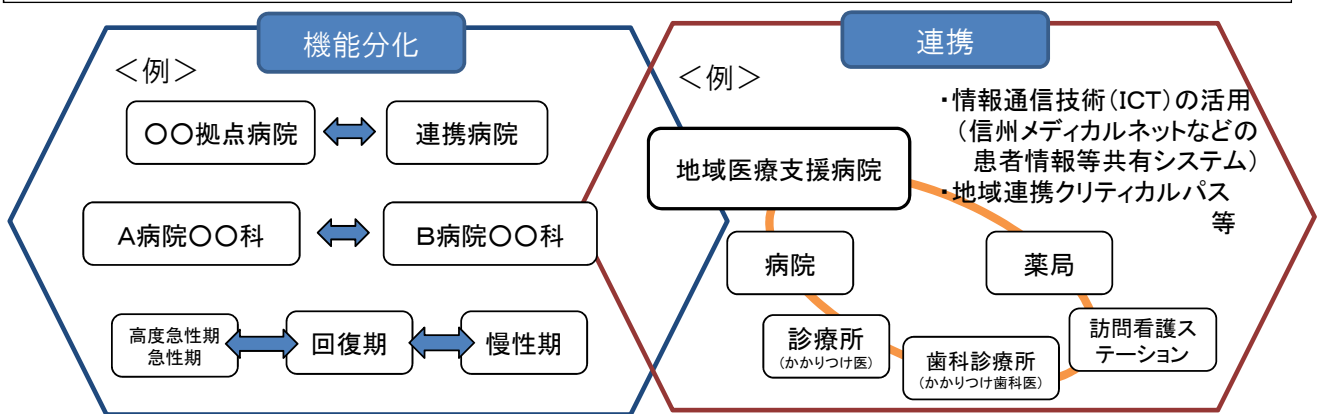 機能分化
<例>
〇〇拠点病院
連携病院
A病院〇〇科
B病院〇〇科
高度急性期
急性期
回復期
慢性期
連携
<例>
・情報通信技術(ICT)の活用
(信州メディカルネットなどの
患者情報等共有システム)
・地域連携クリティカルパス
等
地域医療支援病院
病院
薬局
診療所
(かかりつけ医)
歯科診療所
(かかりつけ歯科医)
訪問看護ス
テーション